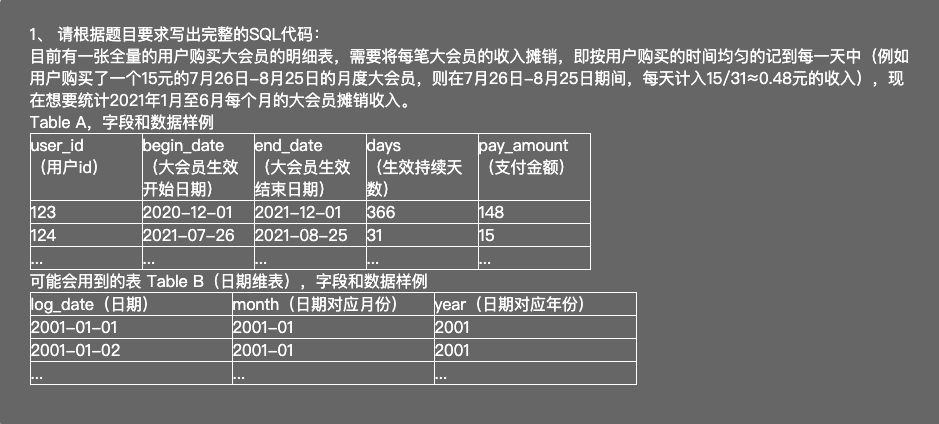 1、 请根据题目要求写出完整的SQL代码：
目前有一张全量的用户购买大会员的明细表，需要将每笔大会员的收入摊销，即按用户购买的时间均匀的记到每一天中（例如
用户购买了一个15元的7月26日-8月25日的月度大会员，则在7月26日-8月25日期间，每天计入15/31≈0.48元的收入），现
在想要统计2021年1月至6月每个月的大会员摊销收入。
Table A，字段和数据样例
user_id （用户id） begin_date （大会员生效开始日期） end_date （大会员生效结束日期） days （生效持续天数） pay_amount （支付金额）
123 2020-12-01 2021-12-01 366 148
124 2021-07-26 2021-08-25 31 15
... ... ... ... ...
可能会用到的表 Table B（日期维表），字段和数据样例
log_date（日期） month（日期对应月份） year（日期对应年份）
2001-01-01 2001-01 2001
2001-01-02 2001-01 2001
... ... ...